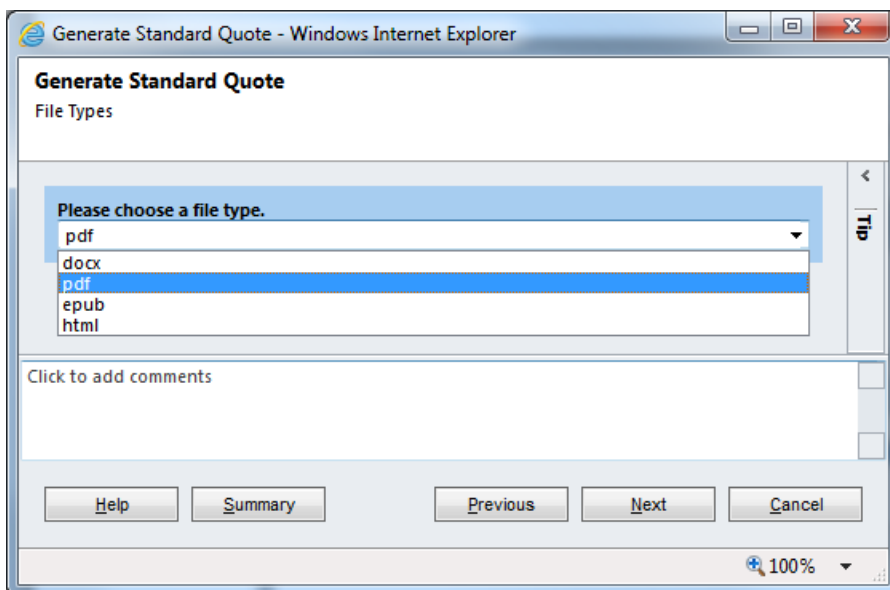 Generate Standard Quote - Windows Internet Explorer
Generate Standard Quote
File Types
Please choose a file type.
pdf
docx
pdf
epub
html
Tip
Click to add comments
Help Summary Previous Next Cancel
100%